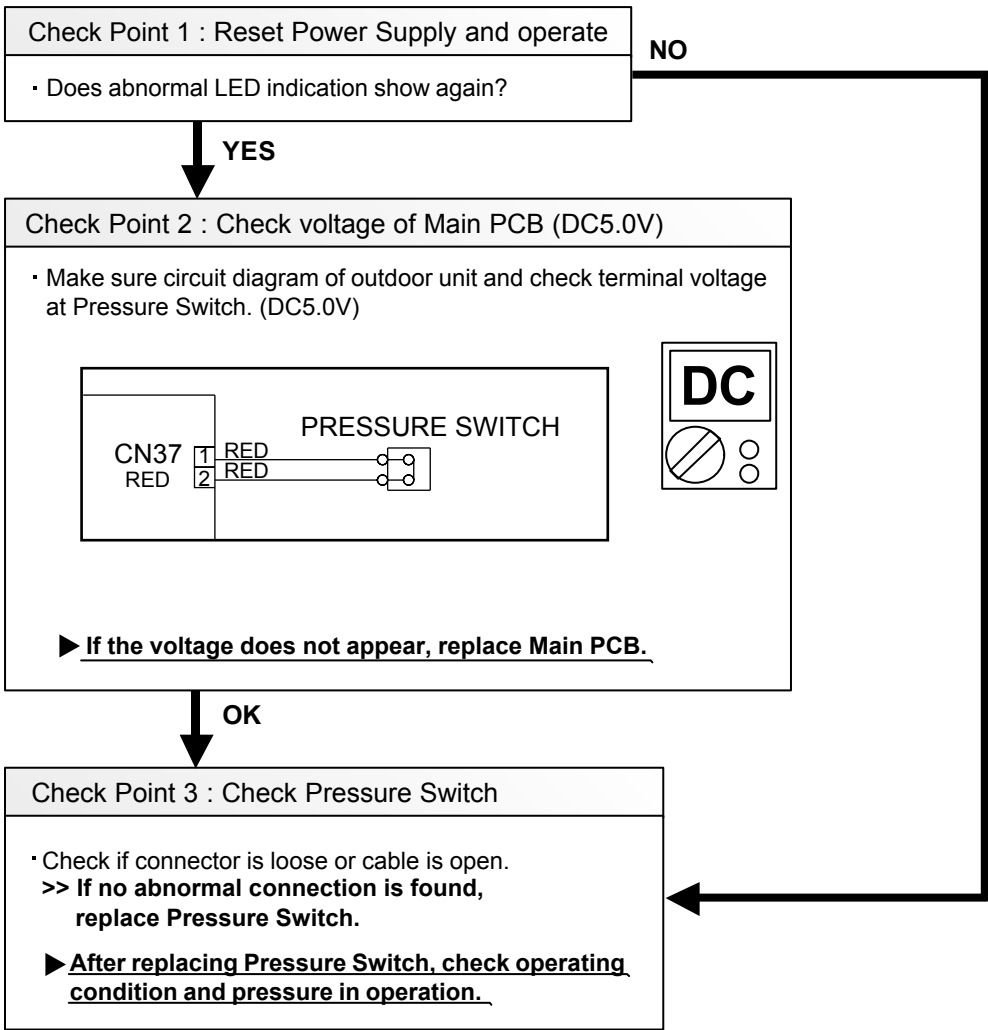 Check Point 1 : Reset Power Supply and operate
NO
· Does abnormal LED indication show again?
YES
Check Point 2 : Check voltage of Main PCB (DC5.0V)
· Make sure circuit diagram of outdoor unit and check terminal voltage
at Pressure Switch. (DC5.0V)
DC
PRESSURE SWITCH
CN37 1 RED
RED 2 RED
▶ If the voltage does not appear, replace Main PCB.
OK
Check Point 3 : Check Pressure Switch
· Check if connector is loose or cable is open.
>> If no abnormal connection is found,
replace Pressure Switch.
▶ After replacing Pressure Switch, check operating
condition and pressure in operation.